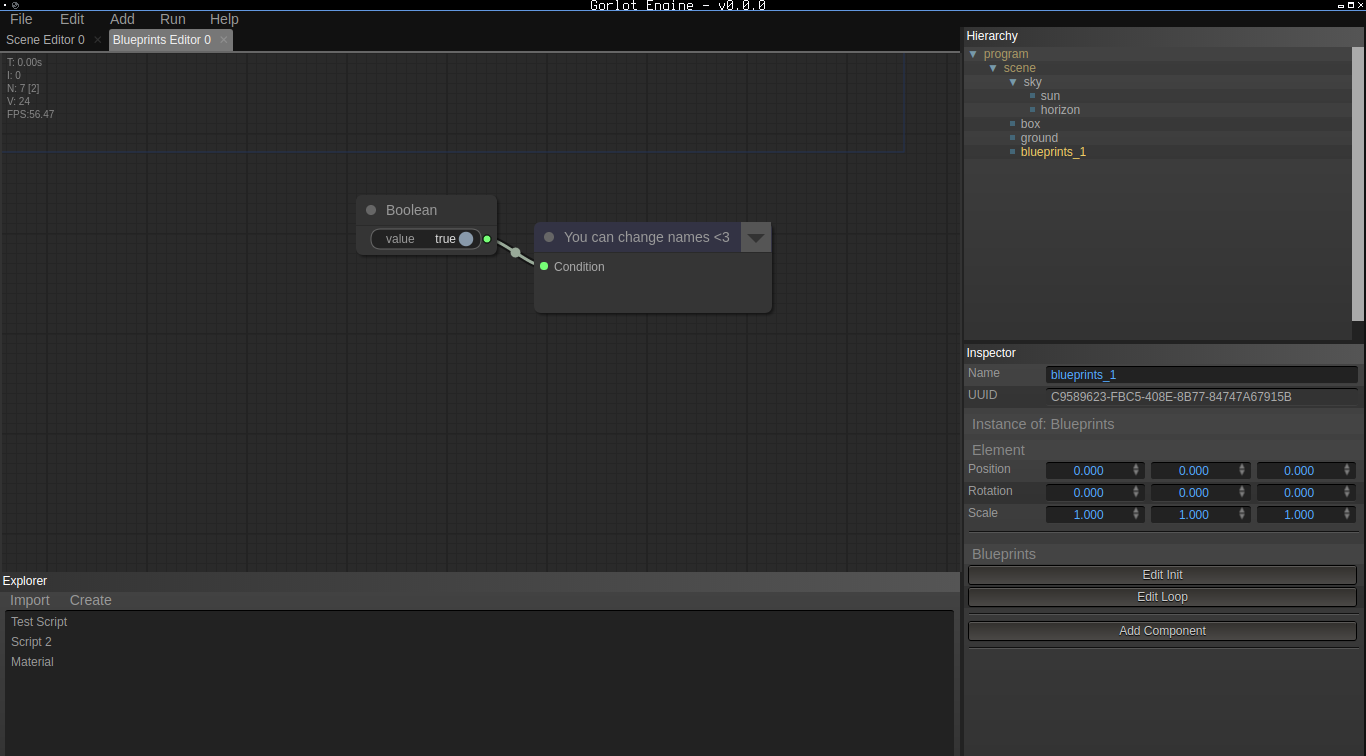 Gorlot Engine - v0.0.0
File Edit Add Run Help
Scene Editor 0 × Blueprints Editor 0 ×
T: 0.00s
I: 0
N: 7 [2]
V: 24
FPS:56.47
Boolean
value true
You can change names <3
Condition
Explorer
Import Create
Test Script
Script 2
Material
Hierarchy
program
scene
sky
sun
horizon
box
ground
blueprints_1
Inspector
Name blueprints_1
UUID C9589623-FBC5-408E-8B77-84747A67915B
Instance of: Blueprints
Element
Position 0.000 0.000 0.000
Rotation 0.000 0.000 0.000
Scale 1.000 1.000 1.000
Blueprints
Edit Init
Edit Loop
Add Component